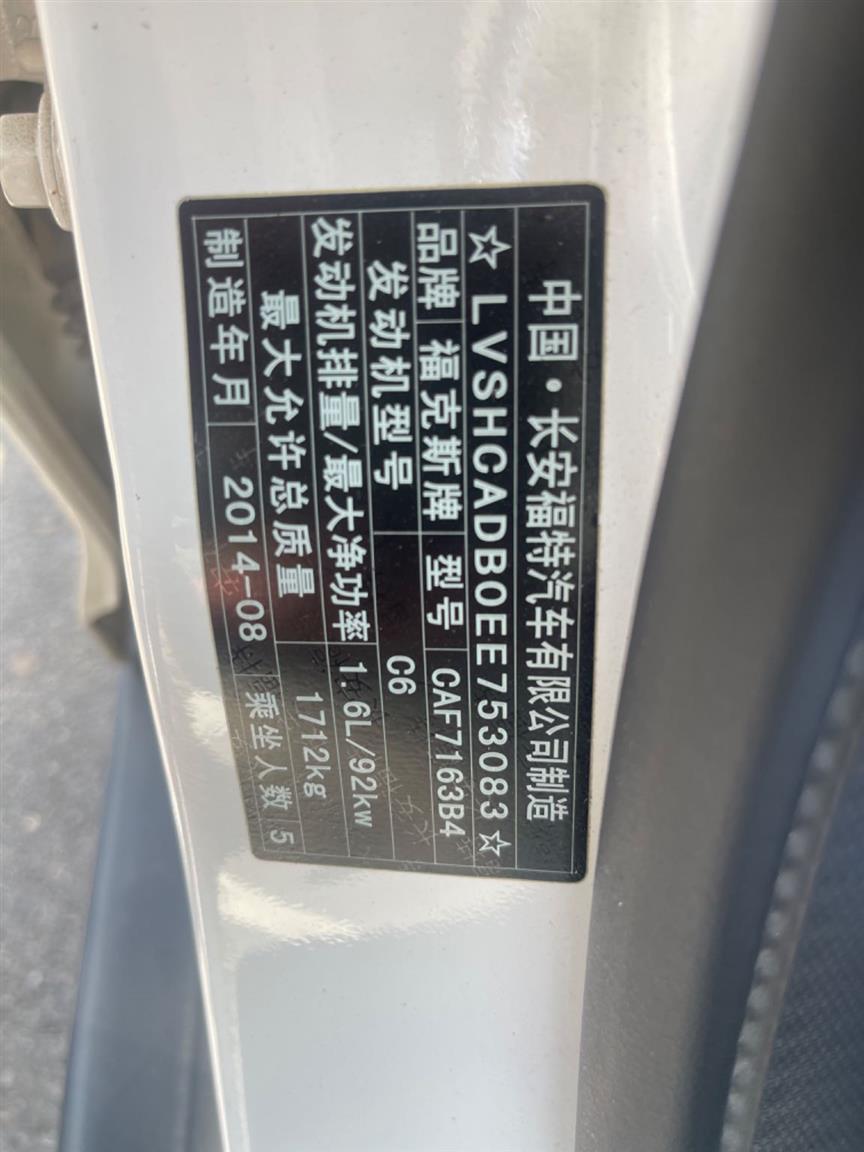 中国·长安福特汽车有限公司制造
☆LVSHCADB0EE753083☆
品牌 福克斯牌 型号 CAF7163B4
发动机型号 C6
发动机排量/最大净功率 1.6L/92kw
最大允许总质量 1712kg
制造年月 2014-08 乘坐人数 5